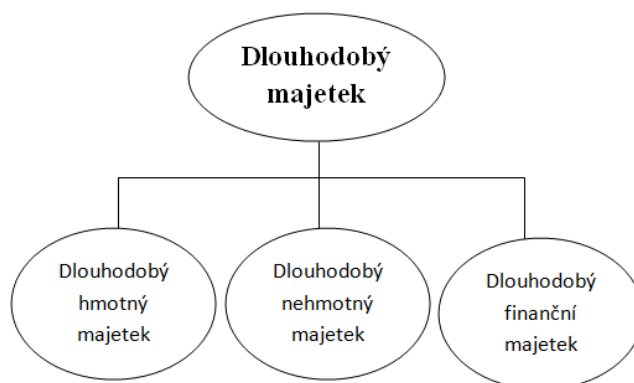 Dlouhodobý
majetek
Dlouhodobý
hmotný
majetek
Dlouhodobý
nehmotný
majetek
Dlouhodobý
finanční
majetek